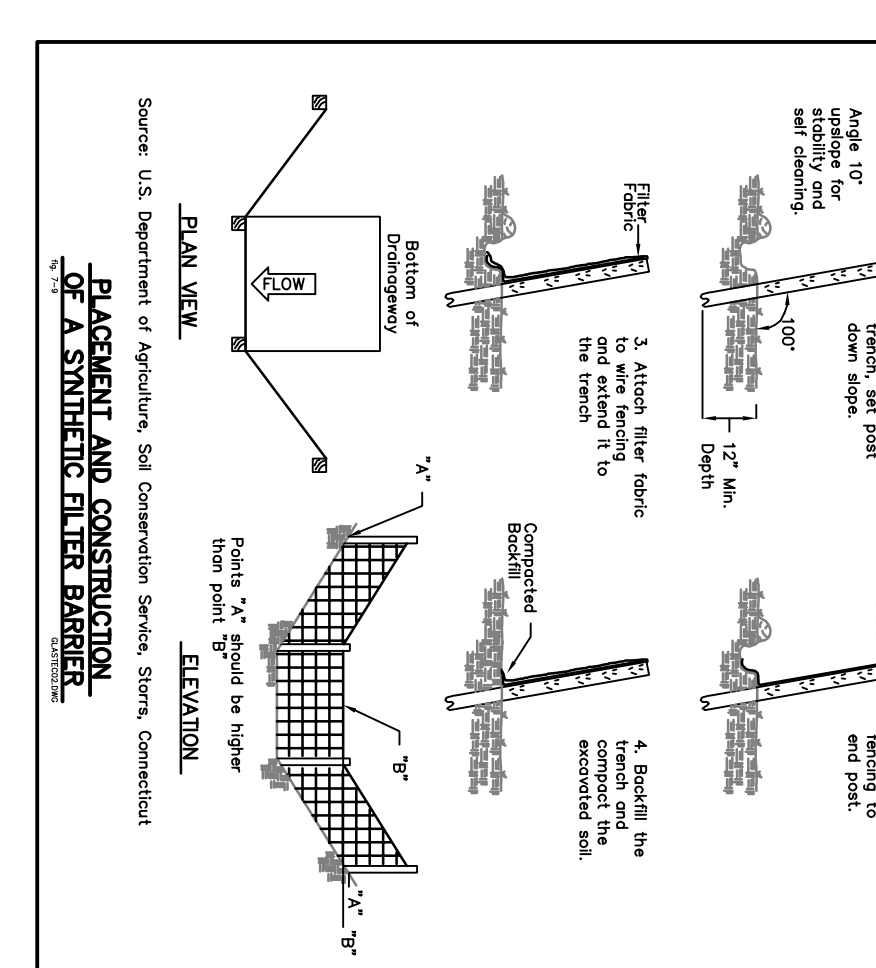 trench, set post
down slope.
Angle 10°
upslope for
stability and
self cleaning.
100°
12" Min.
Depth
fencing to
end post.
Filter
Fabric
3. Attach filter fabric
to wire fencing
and extend it to
the trench
Compacted
Backfill
4. Backfill the
trench and
compact the
excavated soil.
Bottom of
Drainageway
FLOW
PLAN VIEW
"A"
"B"
"A"
"B"
Points "A" should be higher
than point "B"
ELEVATION
Source: U.S. Department of Agriculture, Soil Conservation Service, Storrs, Connecticut
PLACEMENT AND CONSTRUCTION
OF A SYNTHETIC FILTER BARRIER
fig. 7-9
GLASTEC02.DWG